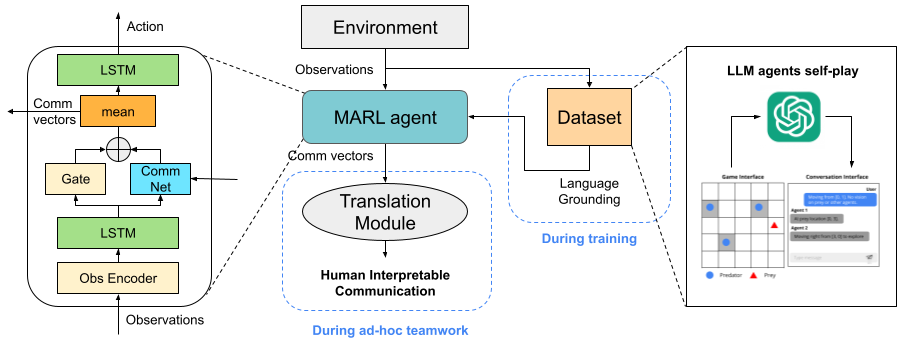 Action
LSTM
Comm
vectors
mean
Gate
Comm
Net
LSTM
Obs Encoder
Observations
Environment
Observations
MARL agent
Comm vectors
Translation
Module
Human Interpretable
Communication
During ad-hoc teamwork
Dataset
Language
Grounding
During training
LLM agents self-play
Game Interface
Predator
Prey
Conversation Interface
User
Moving from [0, 1]. No vision
on prey or other agents.
Agent 1
At prey location [0, 3].
Agent 2
Moving right from [3, 0] to explore.
Type message